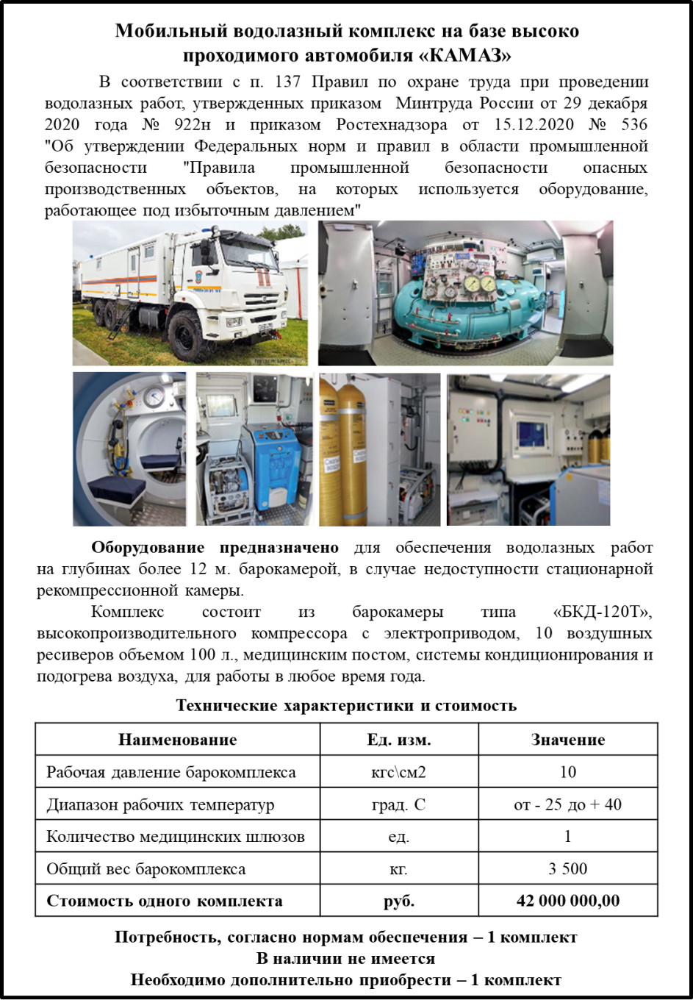 Мобильный водолазный комплекс на базе высоко
проходимого автомобиля «КАМАЗ»
В соответствии с п. 137 Правил по охране труда при проведении
водолазных работ, утвержденных приказом Минтруда России от 29 декабря
2020 года № 922н и приказом Ростехнадзора от 15.12.2020 № 536
"Об утверждении Федеральных норм и правил в области промышленной
безопасности "Правила промышленной безопасности опасных
производственных объектов, на которых используется оборудование,
работающее под избыточным давлением"
Сжатый воздух
Оборудование предназначено для обеспечения водолазных работ
на глубинах более 12 м. барокамерой, в случае недоступности стационарной
рекомпрессионной камеры.
Комплекс состоит из барокамеры типа «БКД-120Т»,
высокопроизводительного компрессора с электроприводом, 10 воздушных
ресиверов объемом 100 л., медицинским постом, системы кондиционирования и
подогрева воздуха, для работы в любое время года.
Технические характеристики и стоимость
Наименование Ед. изм. Значение
Рабочая давление барокомплекса кгс\см2 10
Диапазон рабочих температур град. С от - 25 до + 40
Количество медицинских шлюзов ед. 1
Общий вес барокомплекса кг. 3 500
Стоимость одного комплекта руб. 42 000 000,00
Потребность, согласно нормам обеспечения – 1 комплект
В наличии не имеется
Необходимо дополнительно приобрести – 1 комплект